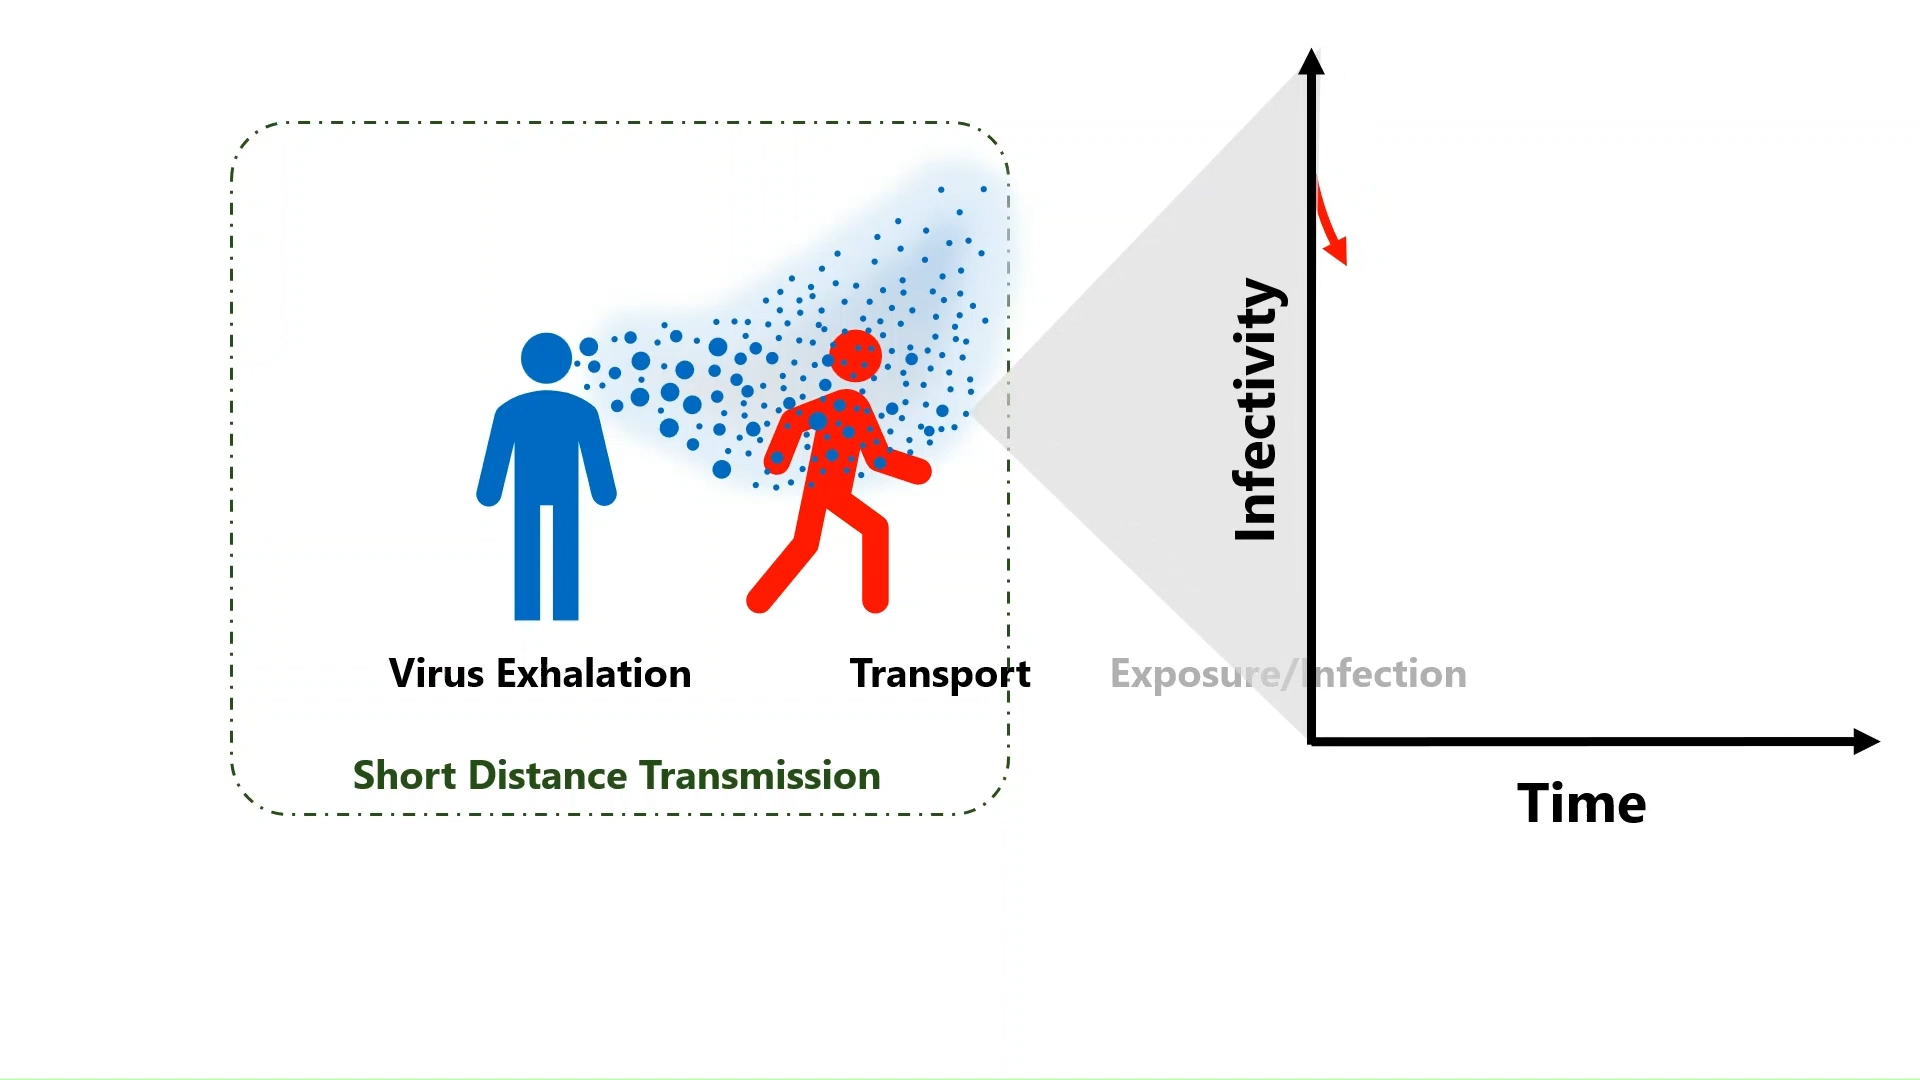 Infectivity
Virus Exhalation
Transport
Exposure/Infection
Short Distance Transmission
Time